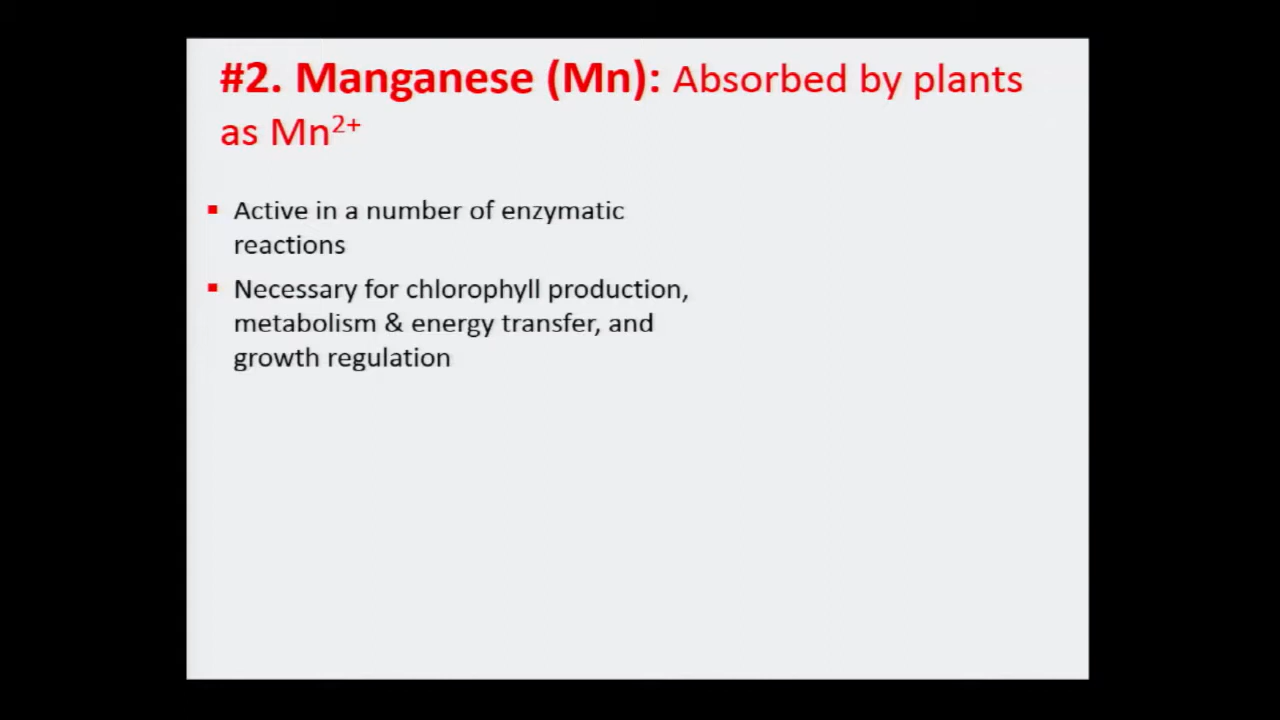 #2. Manganese (Mn): Absorbed by plants
as Mn²⁺
▪ Active in a number of enzymatic
reactions
▪ Necessary for chlorophyll production,
metabolism & energy transfer, and
growth regulation